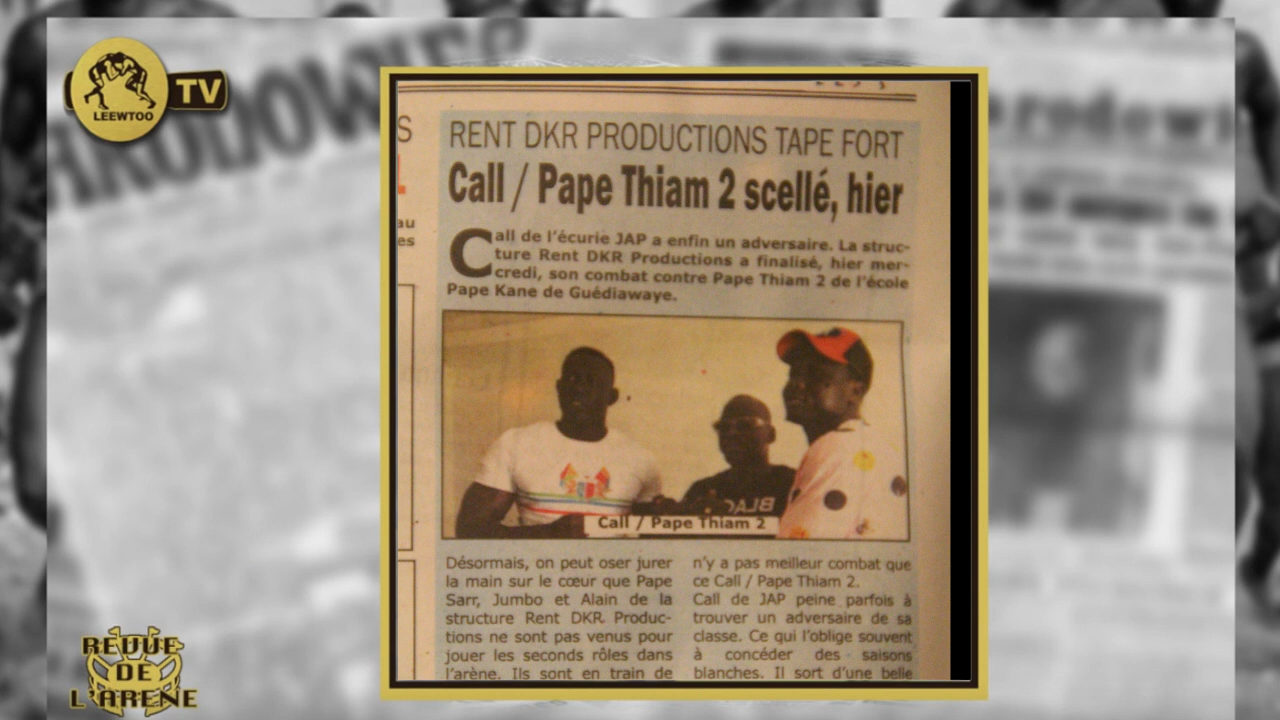 LEEWTOO
TV
RENT DKR PRODUCTIONS TAPE FORT
Call / Pape Thiam 2 scellé, hier
Call de l'écurie JAP a enfin un adversaire. La struc-
ture Rent DKR Productions a finalisé, hier mer-
credi, son combat contre Pape Thiam 2 de l'école
Pape Kane de Guédiawaye.
Call / Pape Thiam 2
Désormais, on peut oser jurer
la main sur le cœur que Pape
Sarr, Jumbo et Alain de la
structure Rent DKR Produc-
tions ne sont pas venus pour
jouer les seconds rôles dans
l'arène. Ils sont en train de
n'y a pas meilleur combat que
ce Call / Pape Thiam 2.
Call de JAP peine parfois à
trouver un adversaire de sa
classe. Ce qui l'oblige souvent
à concéder des saisons
blanches. Il sort d'une belle
au
es
S
REVUE
DE
L'ARENE